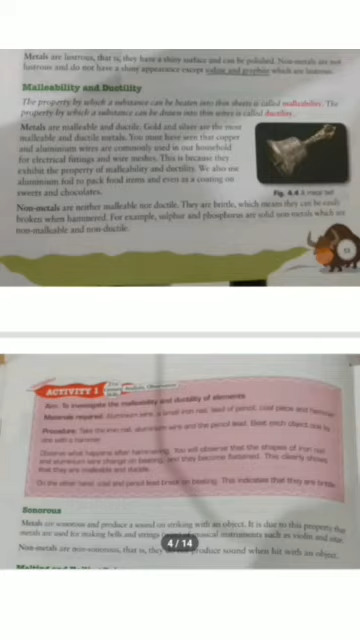 Metals are lustrous, that is, they have a shiny surface and can be polished. Non-metals are not
lustrous and do not have a shiny appearance except iodine and graphite which are lustrous.
Malleability and Ductility
The property by which a substance can be beaten into thin sheets is called malleability. The
property by which a substance can be drawn into thin wires is called ductility.
Metals are malleable and ductile. Gold and silver are the most
malleable and ductile metals. You must have seen that copper
and aluminium wires are commonly used in our household
for electrical fittings and wire meshes. This is because they
exhibit the property of malleability and ductility. We also use
aluminium foil to pack food items and even as a coating on
sweets and chocolates.
Fig. 4.4 A metal foil
Non-metals are neither malleable nor ductile. They are brittle, which means they can be easily
broken when hammered. For example, sulphur and phosphorus are solid non-metals which are
non-malleable and non-ductile.
ACTIVITY 1
Aim: To investigate the malleability and ductility of elements
Materials required: Aluminium wire, a small iron nail, lead of pencil, coal piece and hammer
Procedure: Take the iron nail, aluminium wire and the pencil lead. Beat each object one by
one with a hammer.
Observe what happens after hammering. You will observe that the shapes of iron nail
and aluminium wire change on beating, and they become flattened. This clearly shows
that they are malleable and ductile.
On the other hand, coal and pencil lead break on beating. This indicates that they are brittle.
Sonorous
Metals are sonorous and produce a sound on striking with an object. It is due to this property that
metals are used for making bells and strings musical instruments such as violin and sitar.
Non-metals are non-sonorous, that is, they do produce sound when hit with an object.
4 / 14